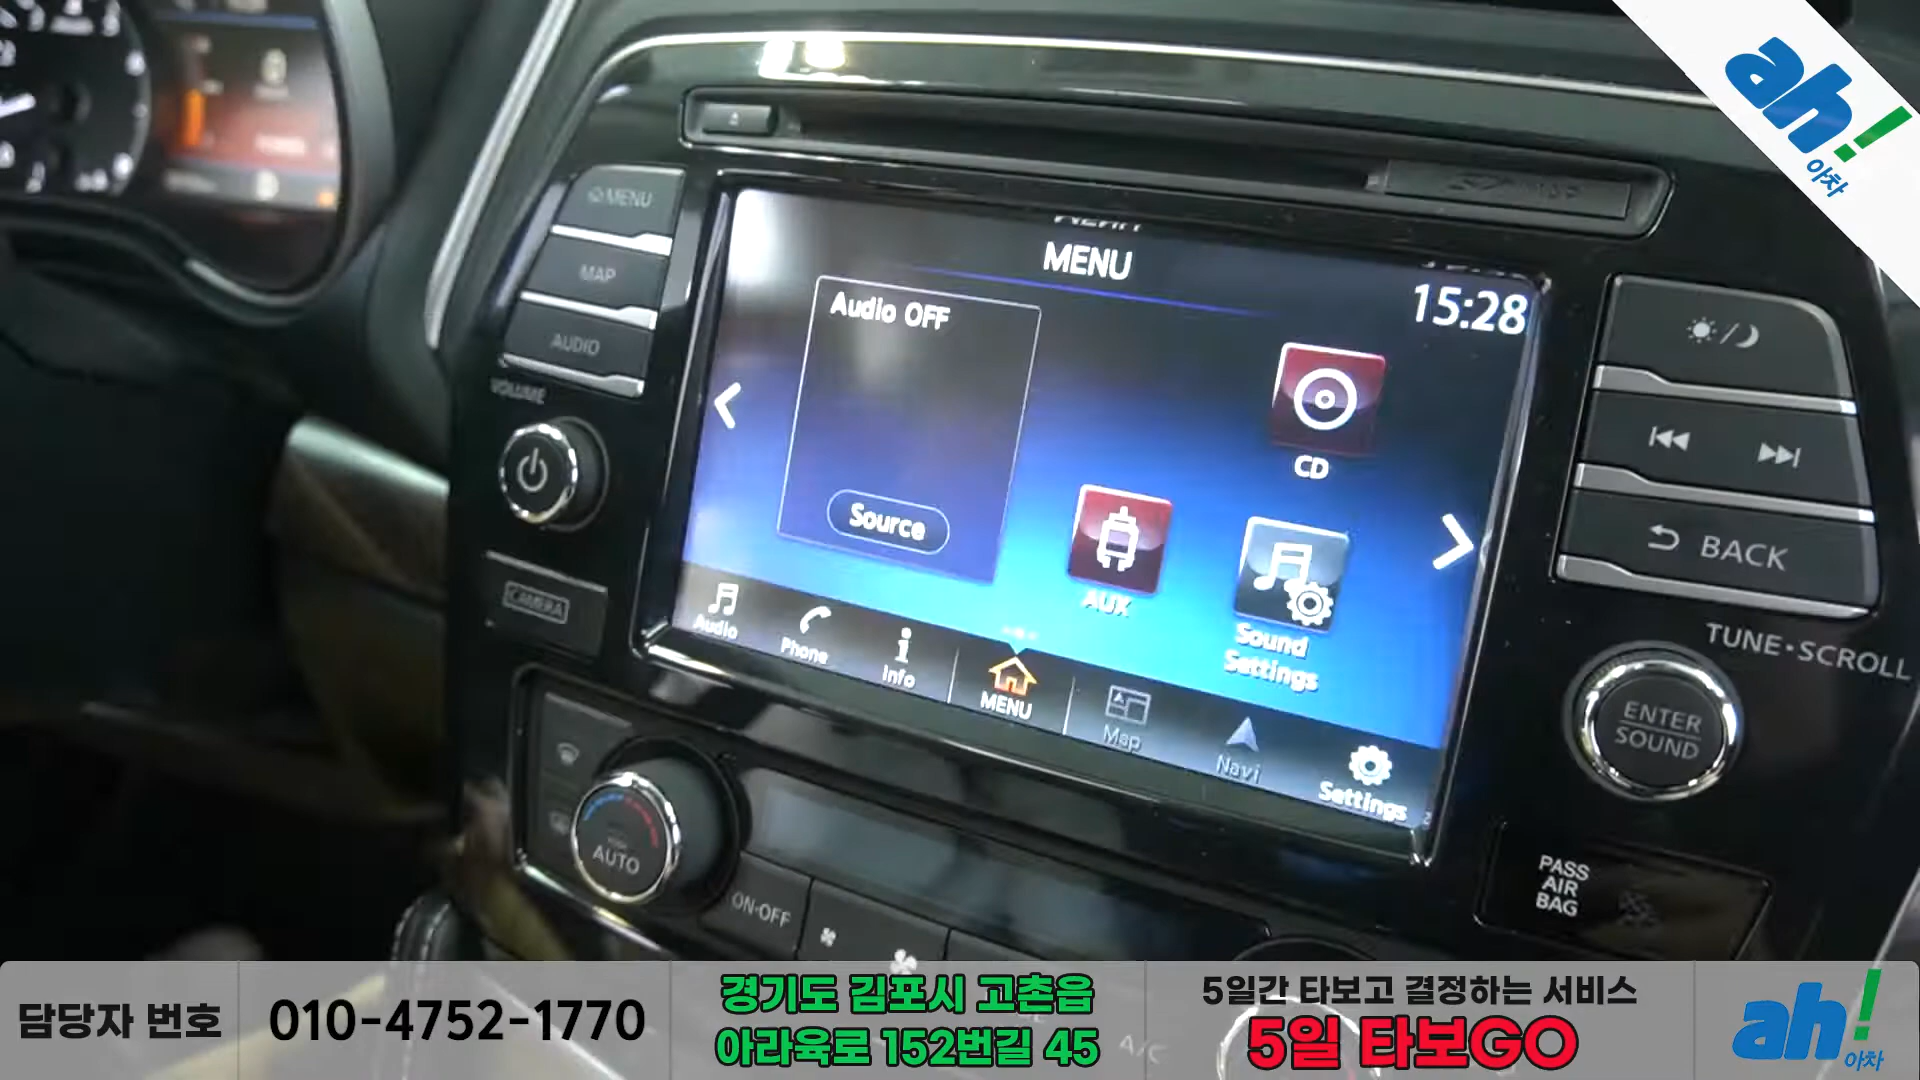 ah!
아차
MENU
MAP
AUDIO
VOLUME
CAMERA
MENU
15:28
Audio OFF
Source
CD
AUX
Sound
Settings
Audio
Phone
Info
MENU
Map
Navi
Settings
BACK
TUNE·SCROLL
ENTER
SOUND
PASS
AIR
BAG
AUTO
ON·OFF
A/C
담당자 번호
010-4752-1770
경기도 김포시 고촌읍
아라육로 152번길 45
5일간 타보고 결정하는 서비스
5일 타보GO
ah!
아차